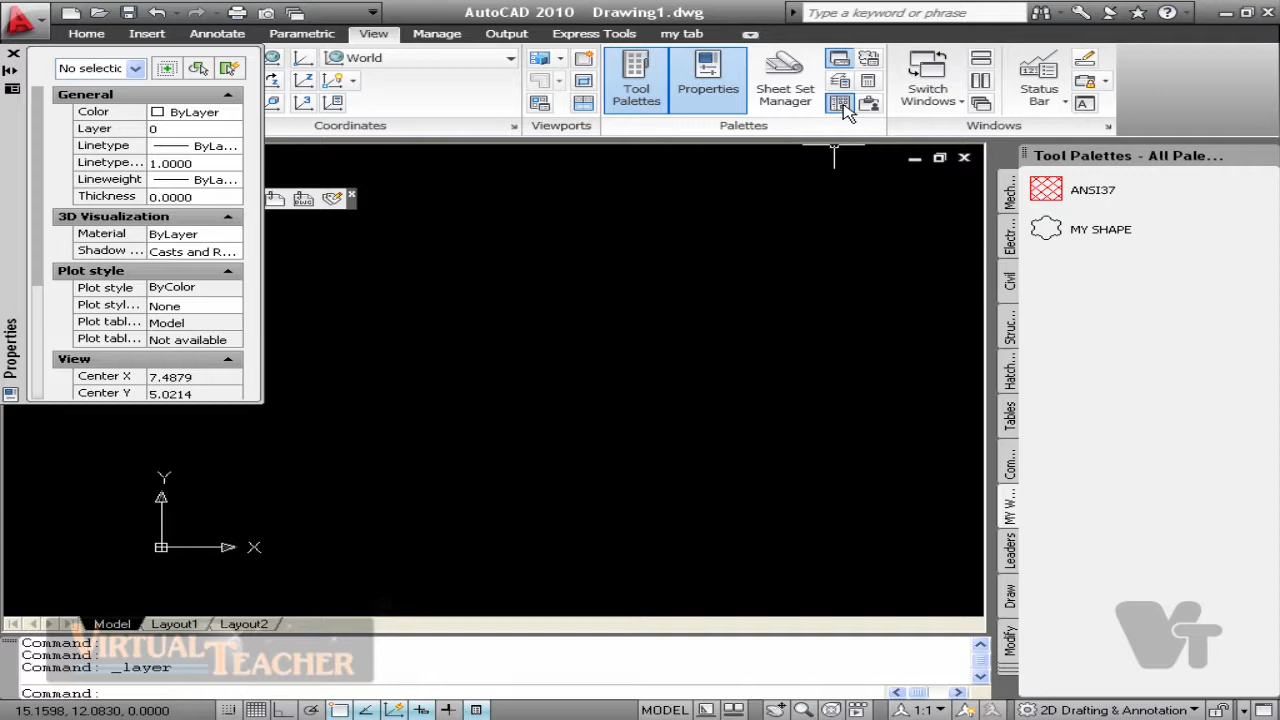 AutoCAD 2010 Drawing1.dwg
Type a keyword or phrase
Home Insert Annotate Parametric View Manage Output Express Tools my tab
No selectic
World
Tool Palettes
Properties
Sheet Set Manager
Switch Windows
Status Bar
Coordinates Viewports Palettes Windows
General
Color ByLayer
Layer 0
Linetype ByLa...
Linetype... 1.0000
Lineweight ByLa...
Thickness 0.0000
3D Visualization
Material ByLayer
Shadow ... Casts and R...
Plot style
Plot style ByColor
Plot styl... None
Plot tabl... Model
Plot tabl... Not available
View
Center X 7.4879
Center Y 5.0214
Properties
Tool Palettes - All Pale...
ANSI37
MY SHAPE
Mech...
Electr...
Civil
Struc...
Hatch...
Tables
Com...
MY W...
Leaders
Draw
Modify
Y
X
Model Layout1 Layout2
Command:
Command:
Command: _layer
Command:
VIRTUAL TEACHER
VT
15.1598, 12.0830, 0.0000
MODEL
1:1
2D Drafting & Annotation